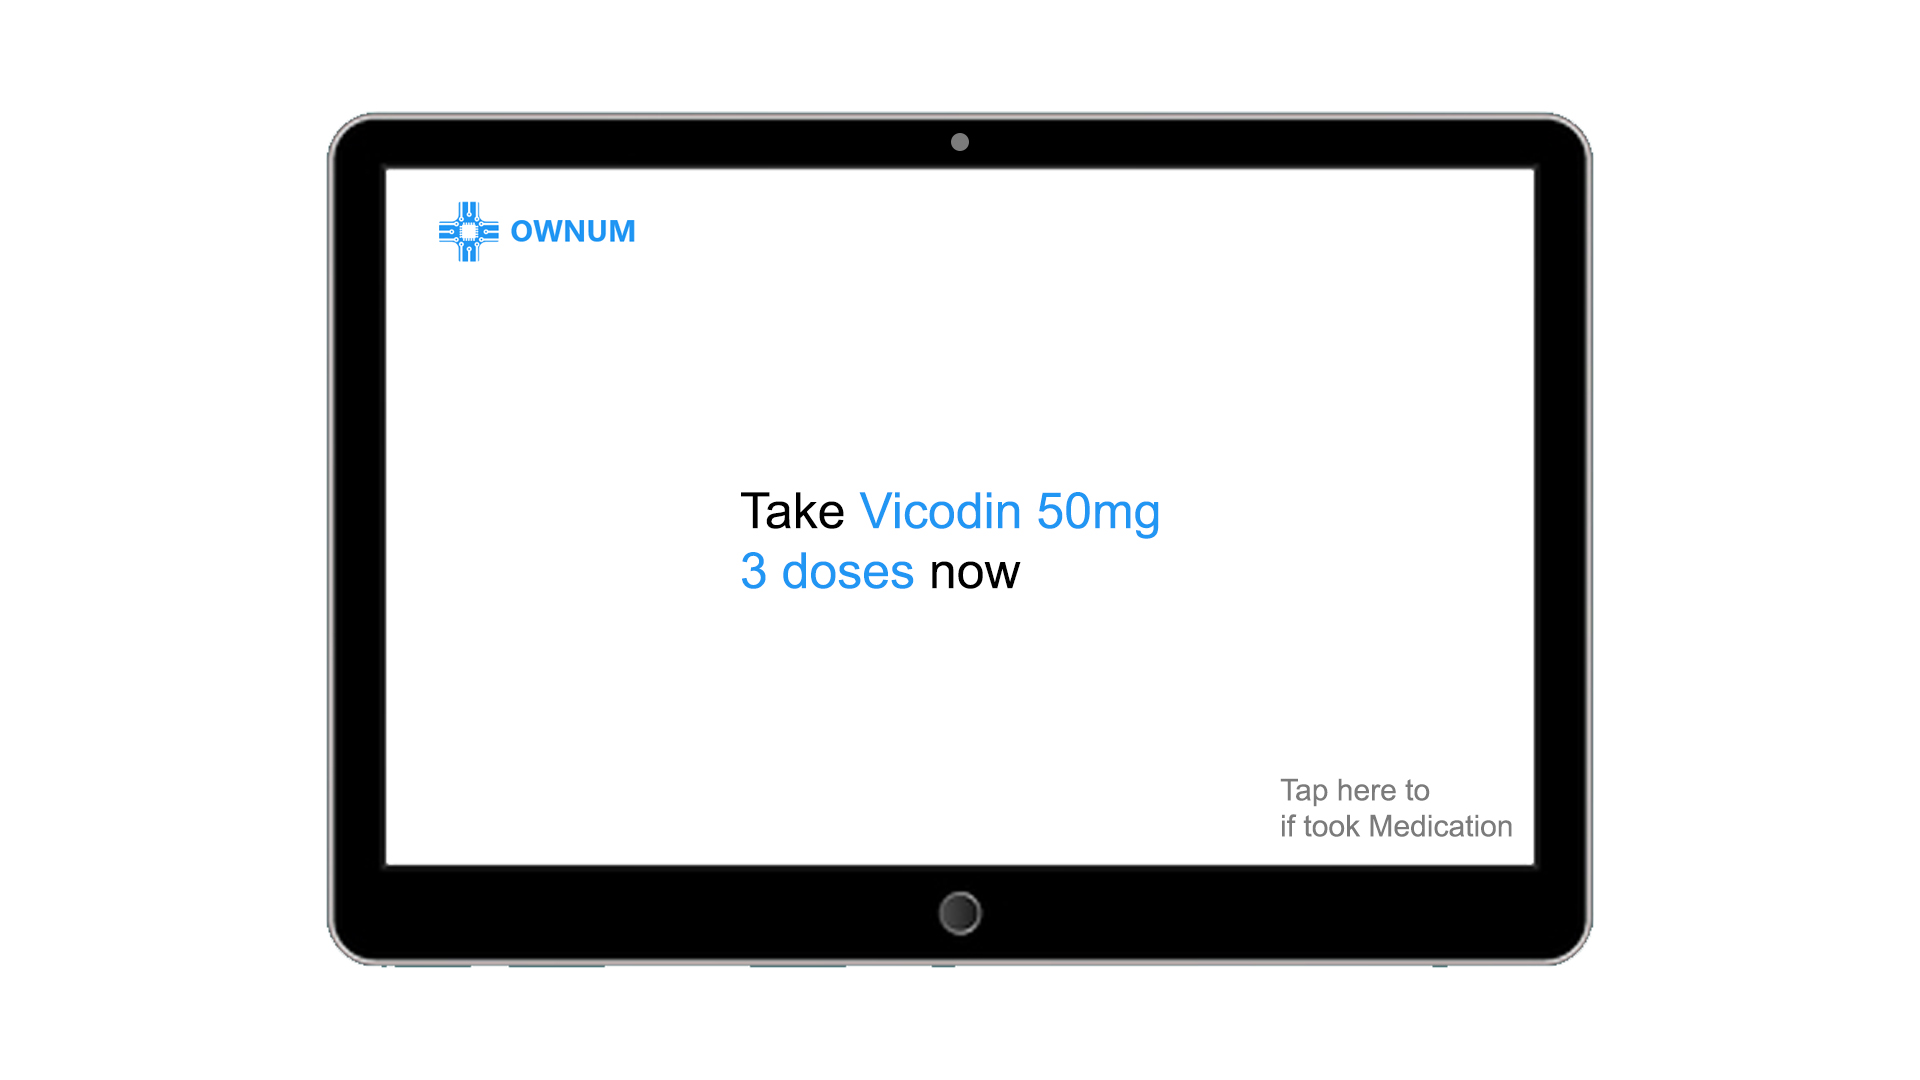 OWNUM
Take Vicodin 50mg
3 doses now
Tap here to
if took Medication